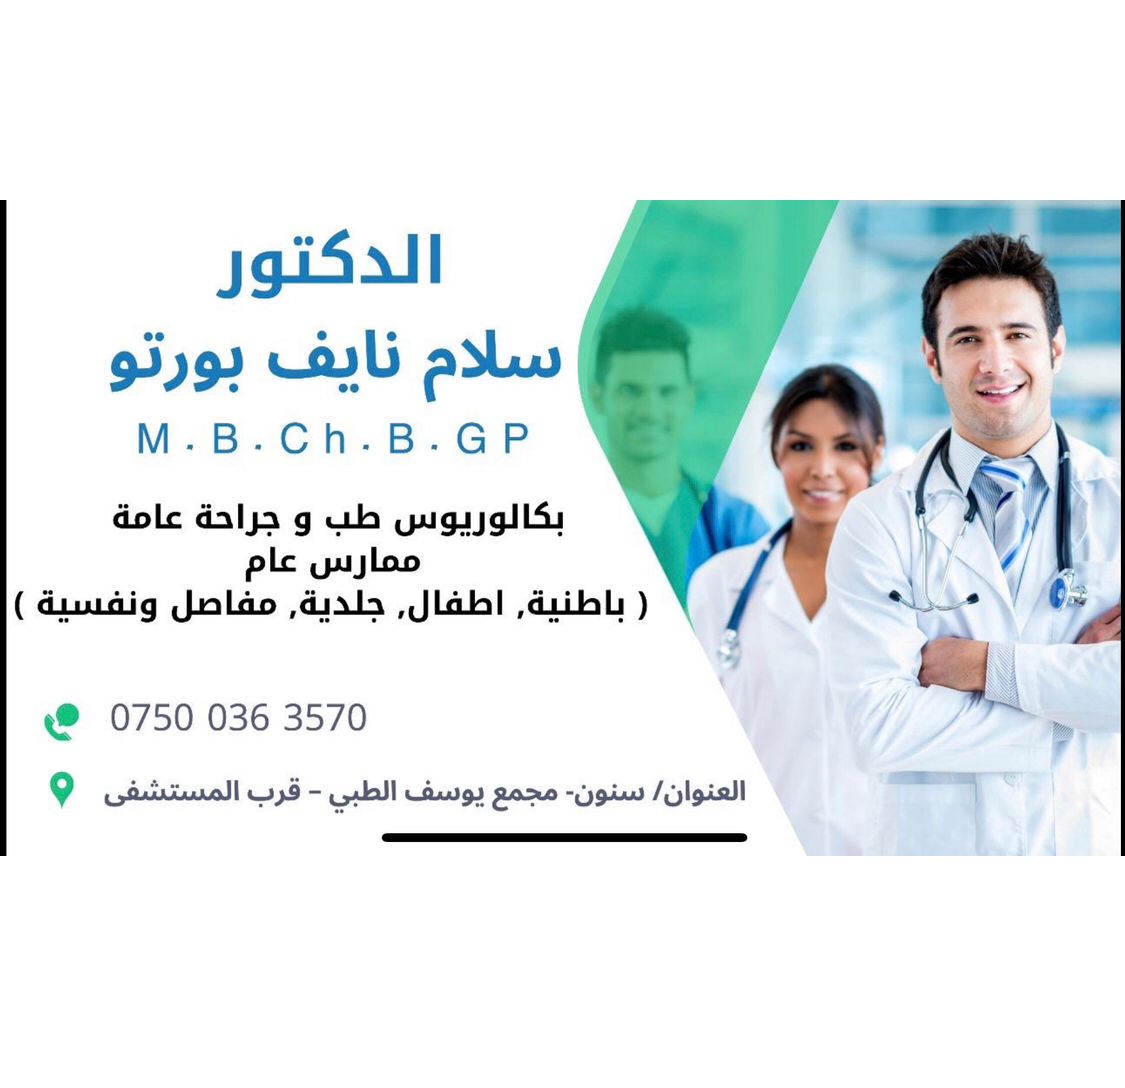 الدكتور
سلام نايف بورتو
M.B.Ch.B.GP
بكالوريوس طب و جراحة عامة
ممارس عام
( باطنية, اطفال, جلدية, مفاصل ونفسية )
0750 036 3570
العنوان/ سنون- مجمع يوسف الطبي – قرب المستشفى